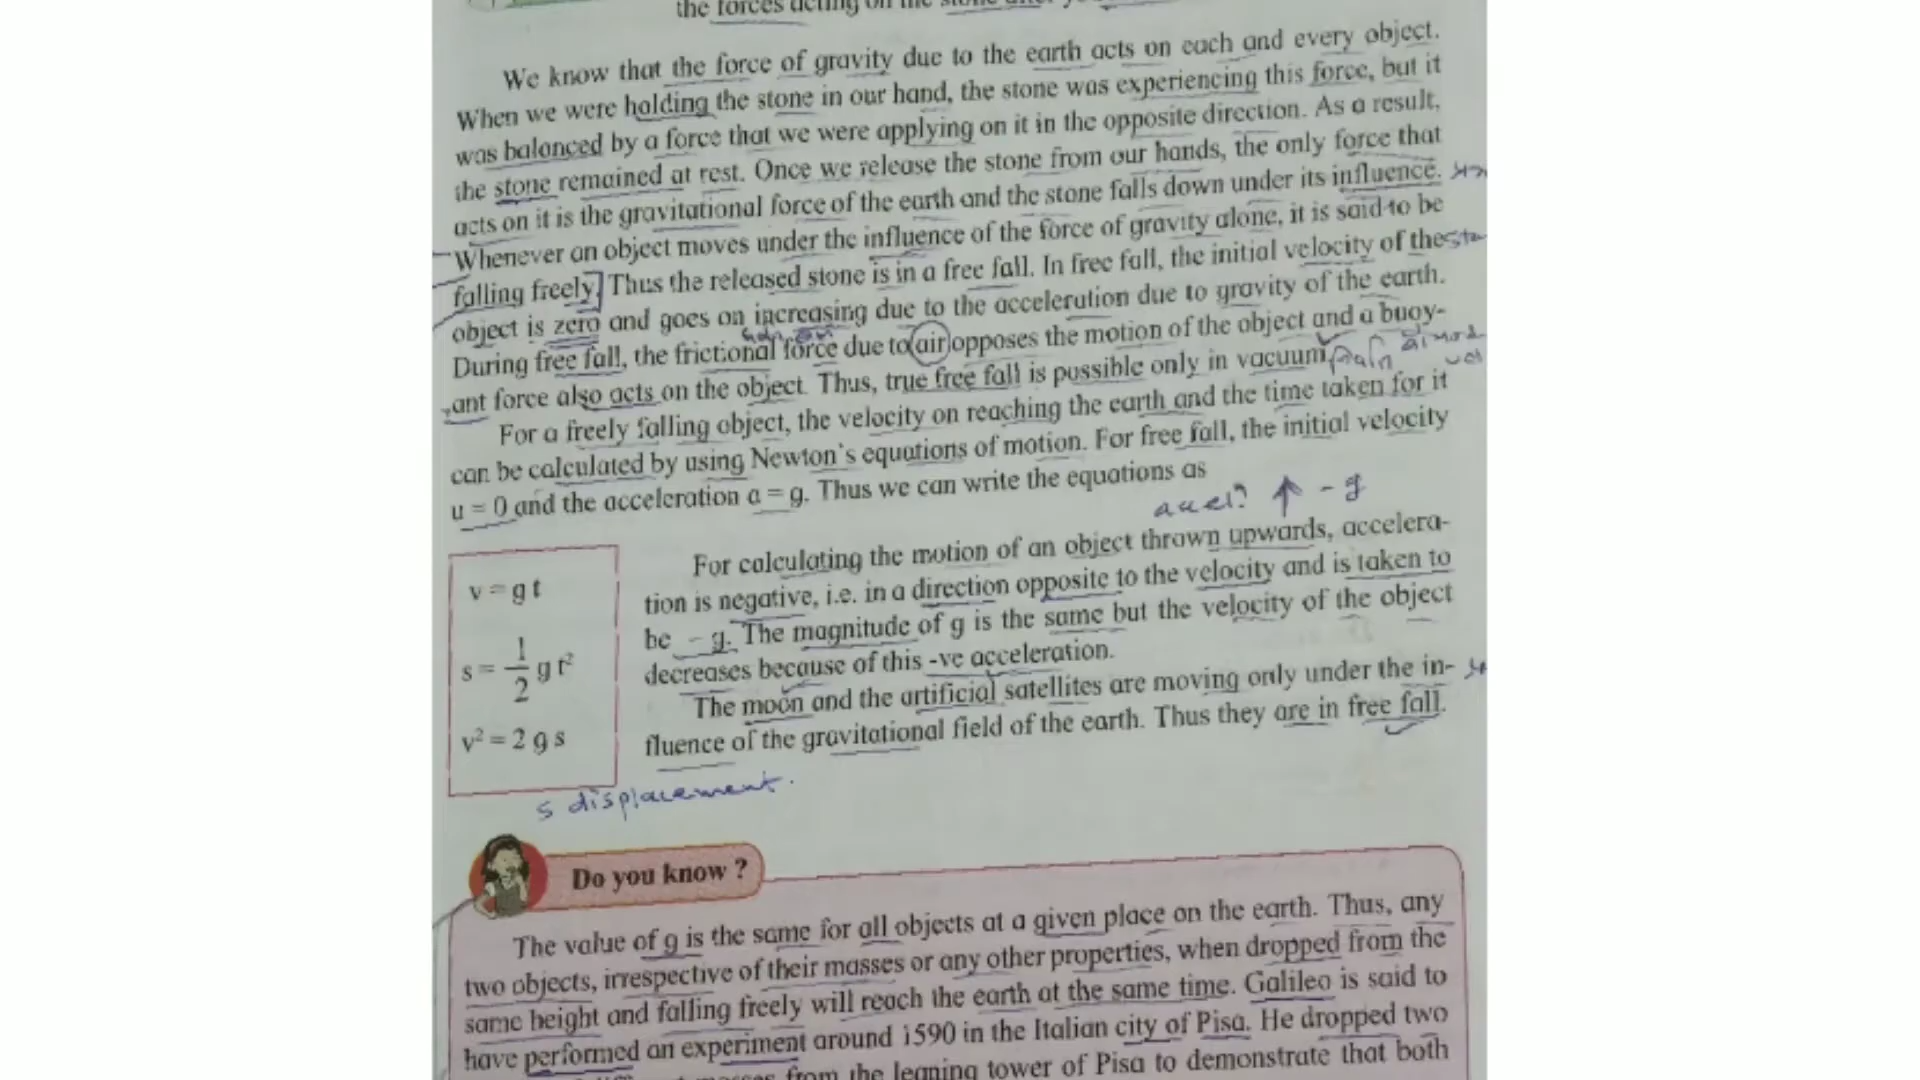 the forces acting on the stone after
We know that the force of gravity due to the earth acts on each and every object.
When we were holding the stone in our hand, the stone was experiencing this force, but it
was balanced by a force that we were applying on it in the opposite direction. As a result,
the stone remained at rest. Once we release the stone from our hands, the only force that
acts on it is the gravitational force of the earth and the stone falls down under its influence.
Whenever an object moves under the influence of the force of gravity alone, it is said to be
falling freely. Thus the released stone is in a free fall. In free fall, the initial velocity of the
object is zero and goes on increasing due to the acceleration due to gravity of the earth.
During free fall, the frictional force due to air opposes the motion of the object and a buoy-
ant force also acts on the object. Thus, true free fall is possible only in vacuum.
For a freely falling object, the velocity on reaching the earth and the time taken for it
can be calculated by using Newton's equations of motion. For free fall, the initial velocity
u = 0 and the acceleration a = g. Thus we can write the equations as
accel? ↑ - g
For calculating the motion of an object thrown upwards, accelera-
tion is negative, i.e. in a direction opposite to the velocity and is taken to
be - g. The magnitude of g is the same but the velocity of the object
decreases because of this -ve acceleration.
The moon and the artificial satellites are moving only under the in-
fluence of the gravitational field of the earth. Thus they are in free fall.
v = g t
s = 1/2 g t²
v² = 2 g s
s displacement.
Do you know ?
The value of g is the same for all objects at a given place on the earth. Thus, any
two objects, irrespective of their masses or any other properties, when dropped from the
same height and falling freely will reach the earth at the same time. Galileo is said to
have performed an experiment around 1590 in the Italian city of Pisa. He dropped two
from the leaning tower of Pisa to demonstrate that both